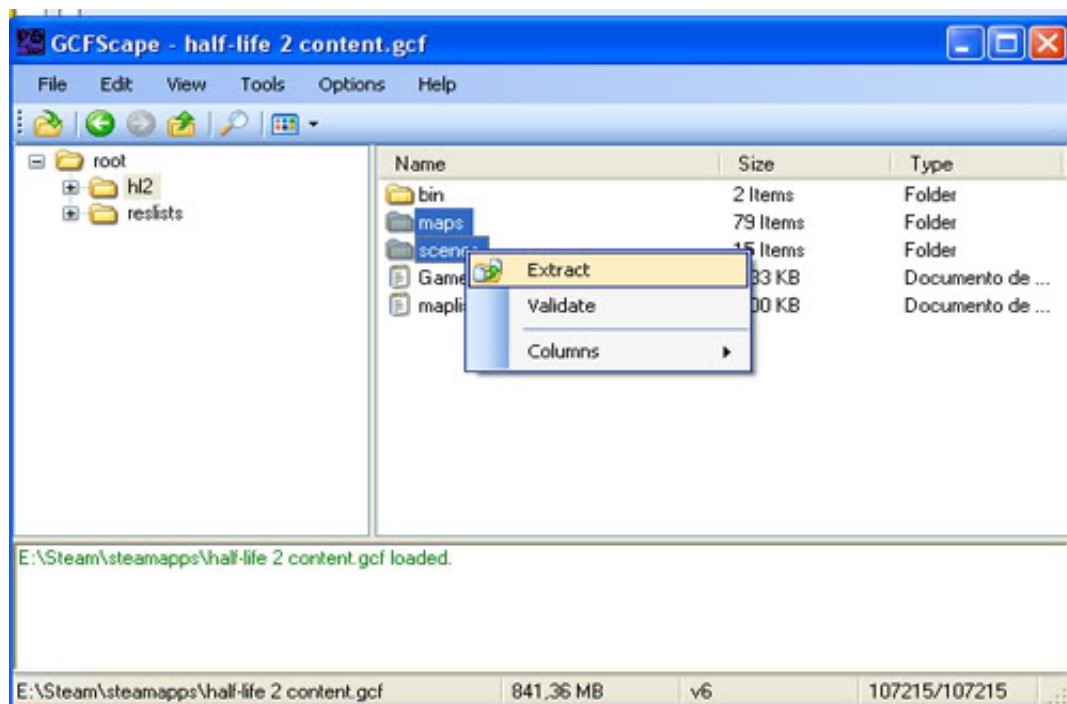 GCFScape - half-life 2 content.gcf
File Edit View Tools Options Help
root
hl2
reslists
Name Size Type
bin 2 Items Folder
maps 79 Items Folder
Items Folder
Documento de ...
Documento de ...
Extract
Validate
Columns
E:\Steam\steamapps\half-life 2 content.gcf loaded.
E:\Steam\steamapps\half-life 2 content.gcf 841,36 MB v6 107215/107215